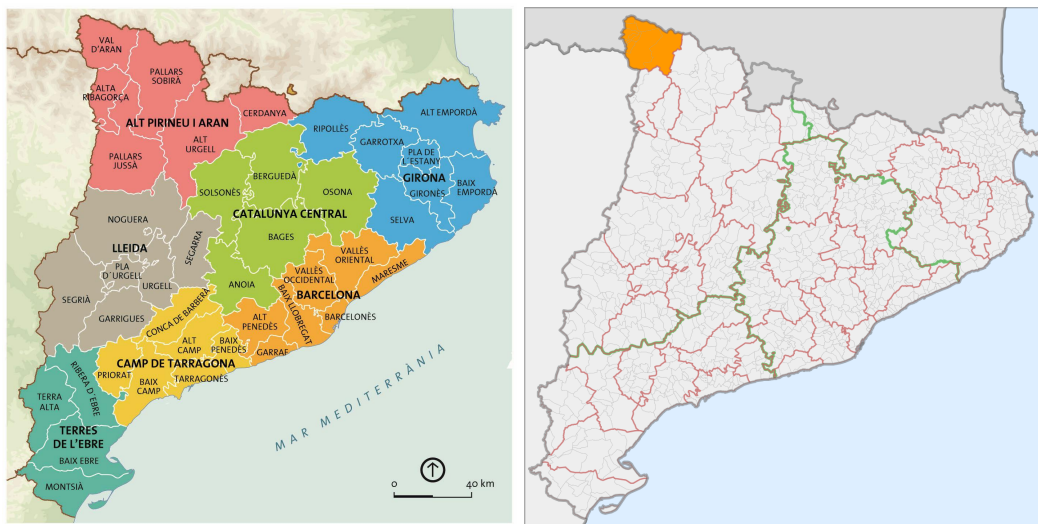 VAL
D'ARAN
PALLARS
SOBIRÀ
ALTA
RIBAGORÇA
ALT PIRINEU I ARAN
CERDANYA
ALT
URGELL
PALLARS
JUSSÀ
RIPOLLÈS
ALT EMPORDÀ
GARROTXA
PLA DE
L´ESTANY
GIRONA
GIRONÈS
BAIX
EMPORDÀ
SELVA
BERGUEDÀ
SOLSONÈS
OSONA
CATALUNYA CENTRAL
BAGES
ANOIA
NOGUERA
LLEIDA
SEGARRA
PLA
D´URGELL
URGELL
SEGRIÀ
GARRIGUES
VALLÈS
ORIENTAL
VALLÈS
OCCIDENTAL
MARESME
BARCELONA
BAIX LLOBREGAT
BARCELONÈS
ALT
PENEDÈS
GARRAF
CONCA DE BARBERÀ
ALT
CAMP
BAIX
PENEDÈS
CAMP DE TARRAGONA
PRIORAT
BAIX
CAMP
TARRAGONÈS
RIBERA D´EBRE
TERRA
ALTA
TERRES
DE L'EBRE
BAIX EBRE
MONTSIÀ
MAR MEDITERRÀNIA
0 40 km